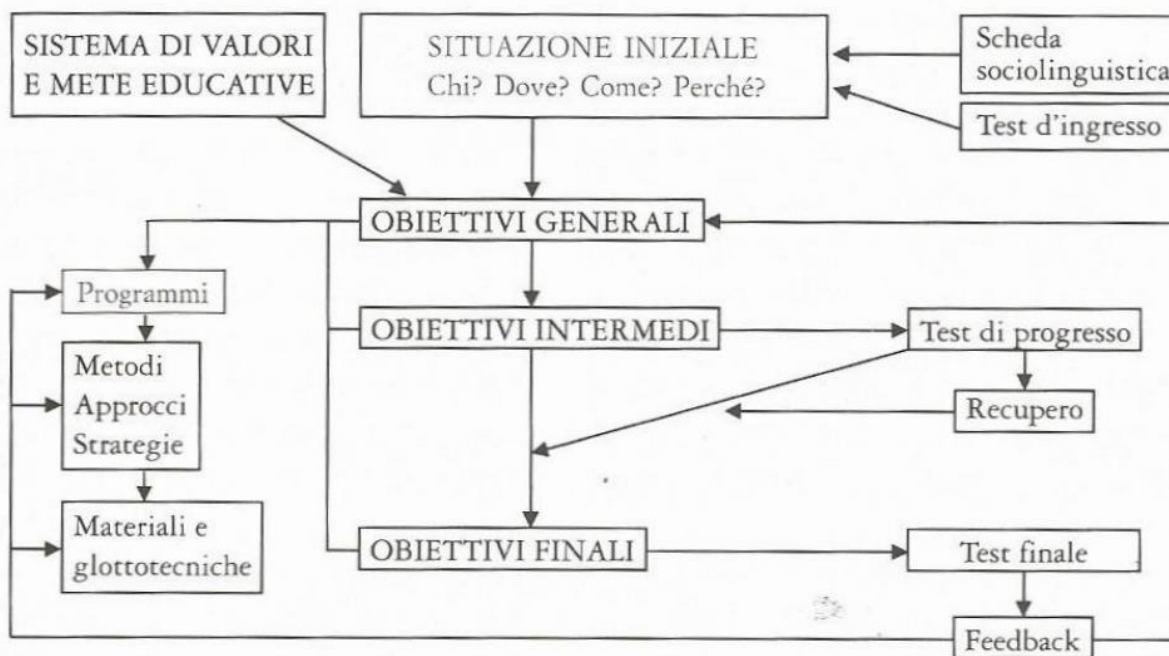 SISTEMA DI VALORI
E METE EDUCATIVE
SITUAZIONE INIZIALE
Chi? Dove? Come? Perché?
Scheda
sociolinguistica
Test d'ingresso
OBIETTIVI GENERALI
Programmi
OBIETTIVI INTERMEDI
Test di progresso
Metodi
Approcci
Strategie
Recupero
Materiali e
glottotecniche
OBIETTIVI FINALI
Test finale
Feedback